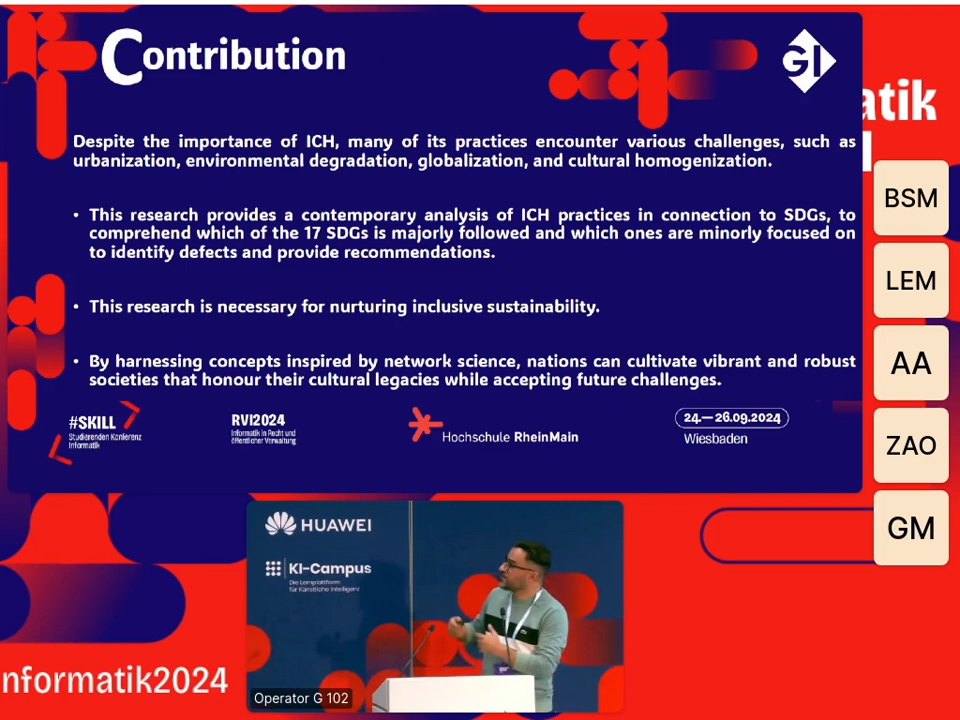 Contribution
GI
atik
Despite the importance of ICH, many of its practices encounter various challenges, such as
urbanization, environmental degradation, globalization, and cultural homogenization.
• This research provides a contemporary analysis of ICH practices in connection to SDGs, to
comprehend which of the 17 SDGs is majorly followed and which ones are minorly focused on
to identify defects and provide recommendations.
• This research is necessary for nurturing inclusive sustainability.
• By harnessing concepts inspired by network science, nations can cultivate vibrant and robust
societies that honour their cultural legacies while accepting future challenges.
#SKILL
Studierenden Konferenz
Informatik
RVI2024
Informatik in Recht und
öffentlicher Verwaltung
Hochschule RheinMain
24.—26.09.2024
Wiesbaden
BSM
LEM
AA
ZAO
GM
HUAWEI
KI-Campus
Die Lernplattform
für Künstliche Intelligenz
Operator G 102
nformatik2024